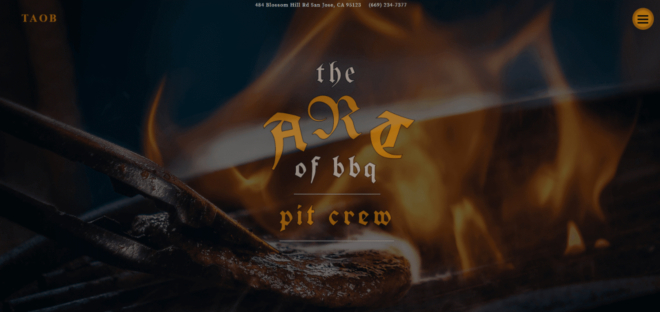 484 Blossom Hill Rd San Jose, CA 95123 (669) 234-7377
TAOB
the
ART
of bbq
pit crew